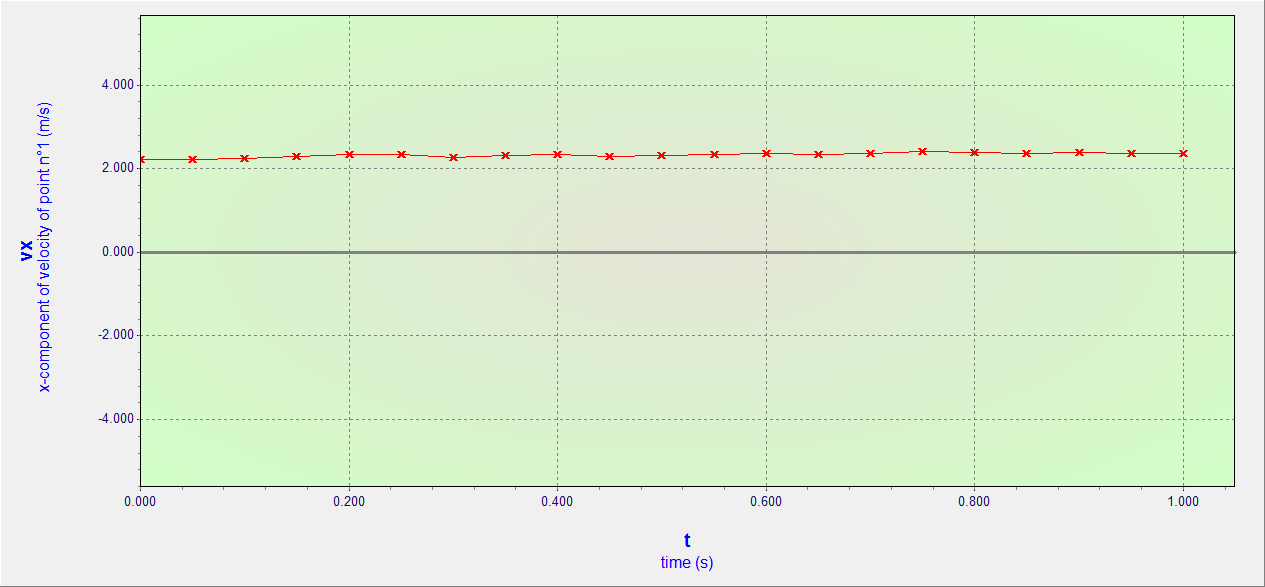 vx
x-component of velocity of point n°1 (m/s)
4.000
2.000
0.000
-2.000
-4.000
0.000 0.200 0.400 0.600 0.800 1.000
t
time (s)